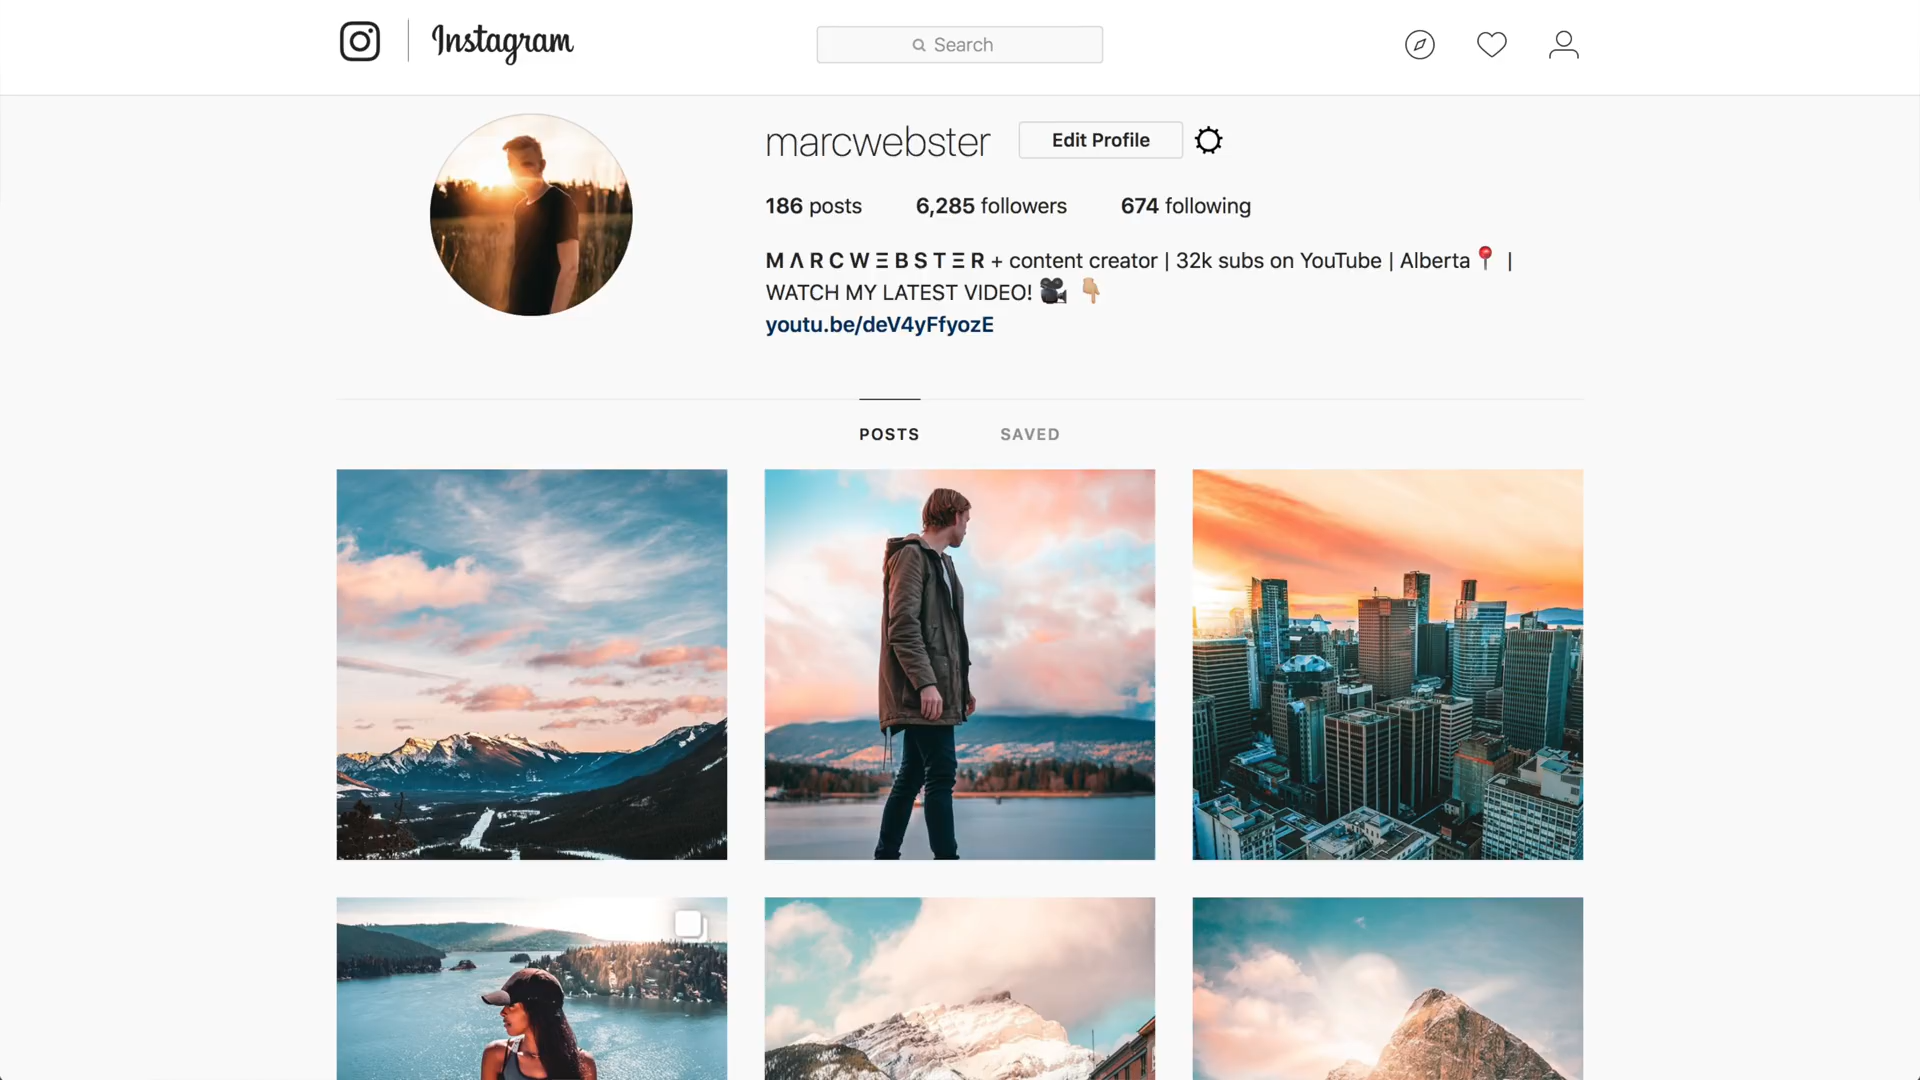 Instagram
Search
marcwebster
Edit Profile
186 posts
6,285 followers
674 following
M Λ R C W Ξ B S T Ξ R + content creator | 32k subs on YouTube | Alberta📍 |
WATCH MY LATEST VIDEO! 🎥 👇🏼
youtu.be/deV4yFfyozE
POSTS
SAVED